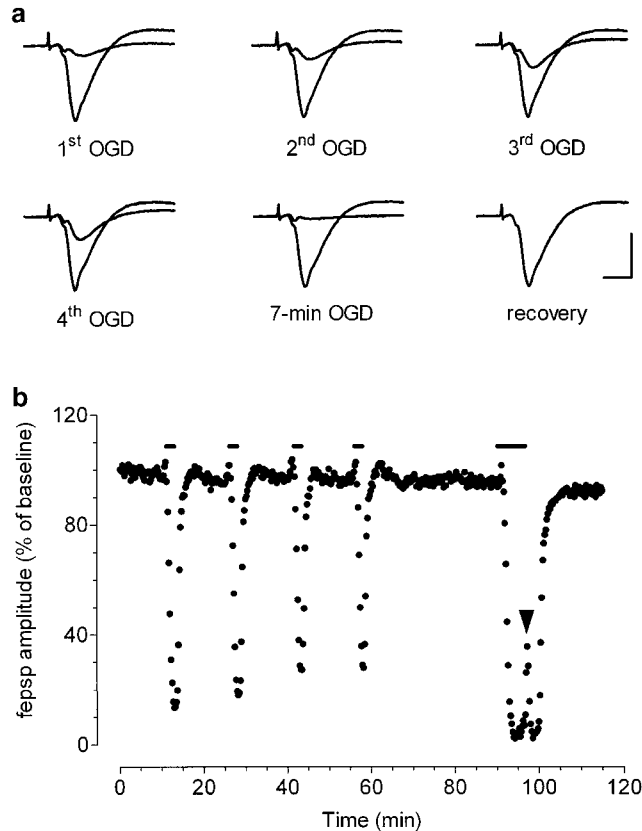 a
1st OGD 2nd OGD 3rd OGD
4th OGD 7-min OGD recovery
b
120
80
40
0
fepsp amplitude (% of baseline)
0 20 40 60 80 100 120
Time (min)